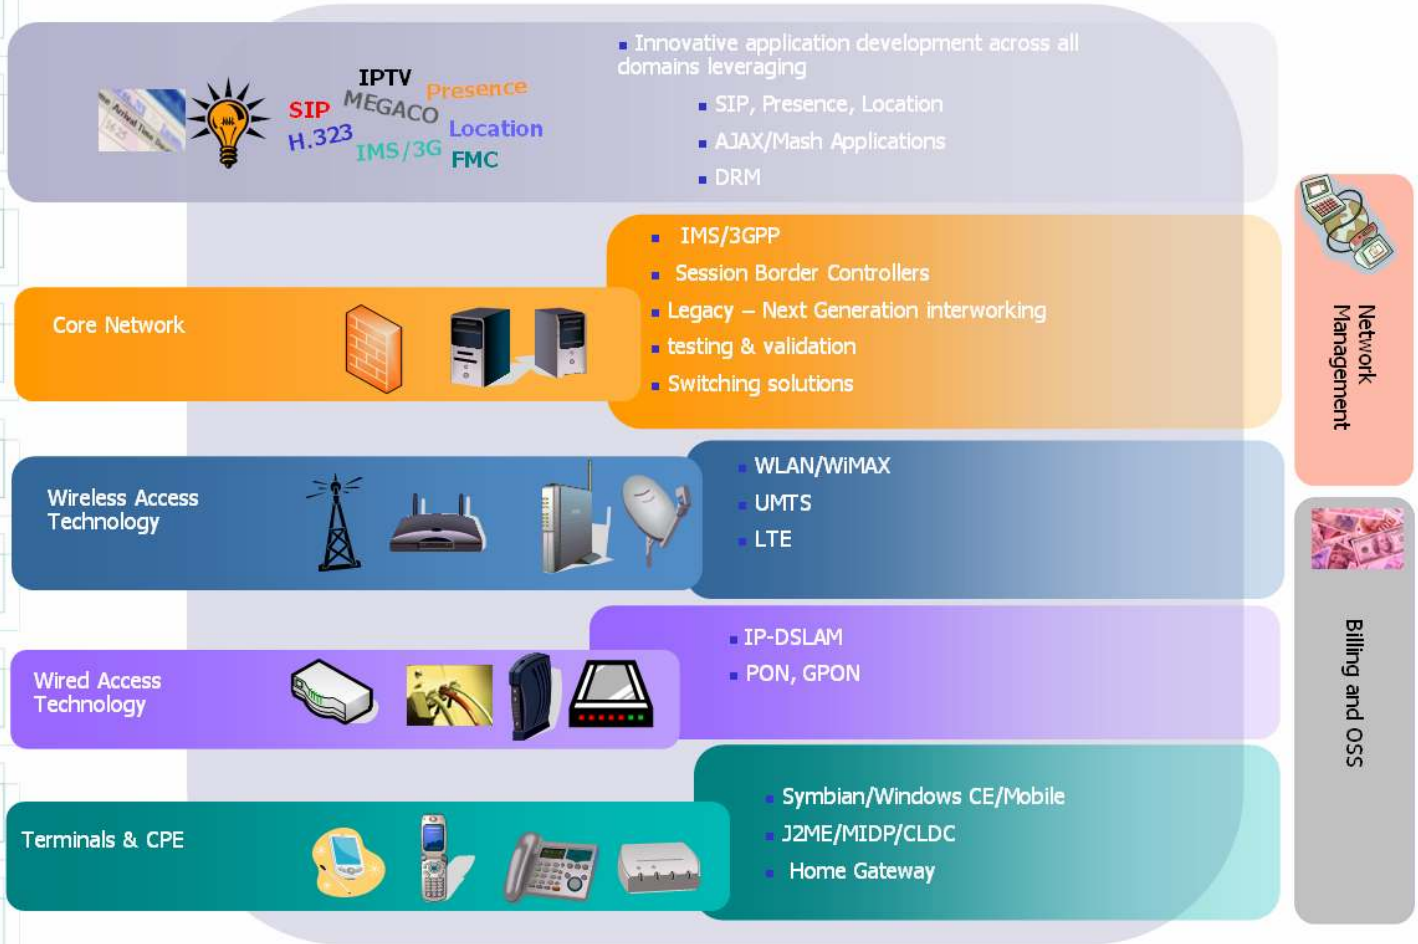 IPTV
Presence
SIP
MEGACO
H.323
Location
IMS/3G
FMC
▪ Innovative application development across all
domains leveraging
▪ SIP, Presence, Location
▪ AJAX/Mash Applications
▪ DRM
Core Network
▪ IMS/3GPP
▪ Session Border Controllers
▪ Legacy – Next Generation interworking
▪ testing & validation
▪ Switching solutions
Wireless Access
Technology
▪ WLAN/WiMAX
▪ UMTS
▪ LTE
Wired Access
Technology
▪ IP-DSLAM
▪ PON, GPON
Terminals & CPE
▪ Symbian/Windows CE/Mobile
▪ J2ME/MIDP/CLDC
▪ Home Gateway
Network
Management
Billing and OSS
Arrival Time